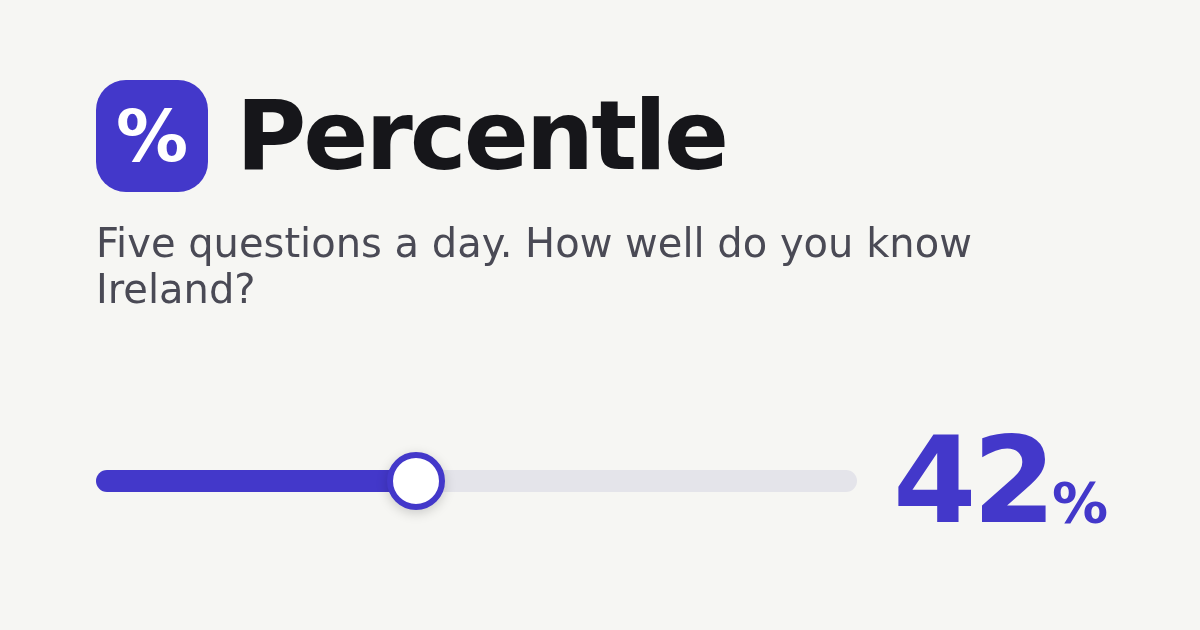 %
Percentle
Five questions a day. How well do you know
Ireland?
42%